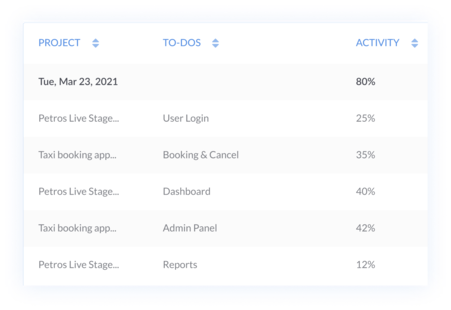 PROJECT TO-DOS ACTIVITY
Tue, Mar 23, 2021 80%
Petros Live Stage... User Login 25%
Taxi booking app... Booking & Cancel 35%
Petros Live Stage... Dashboard 40%
Taxi booking app... Admin Panel 42%
Petros Live Stage... Reports 12%